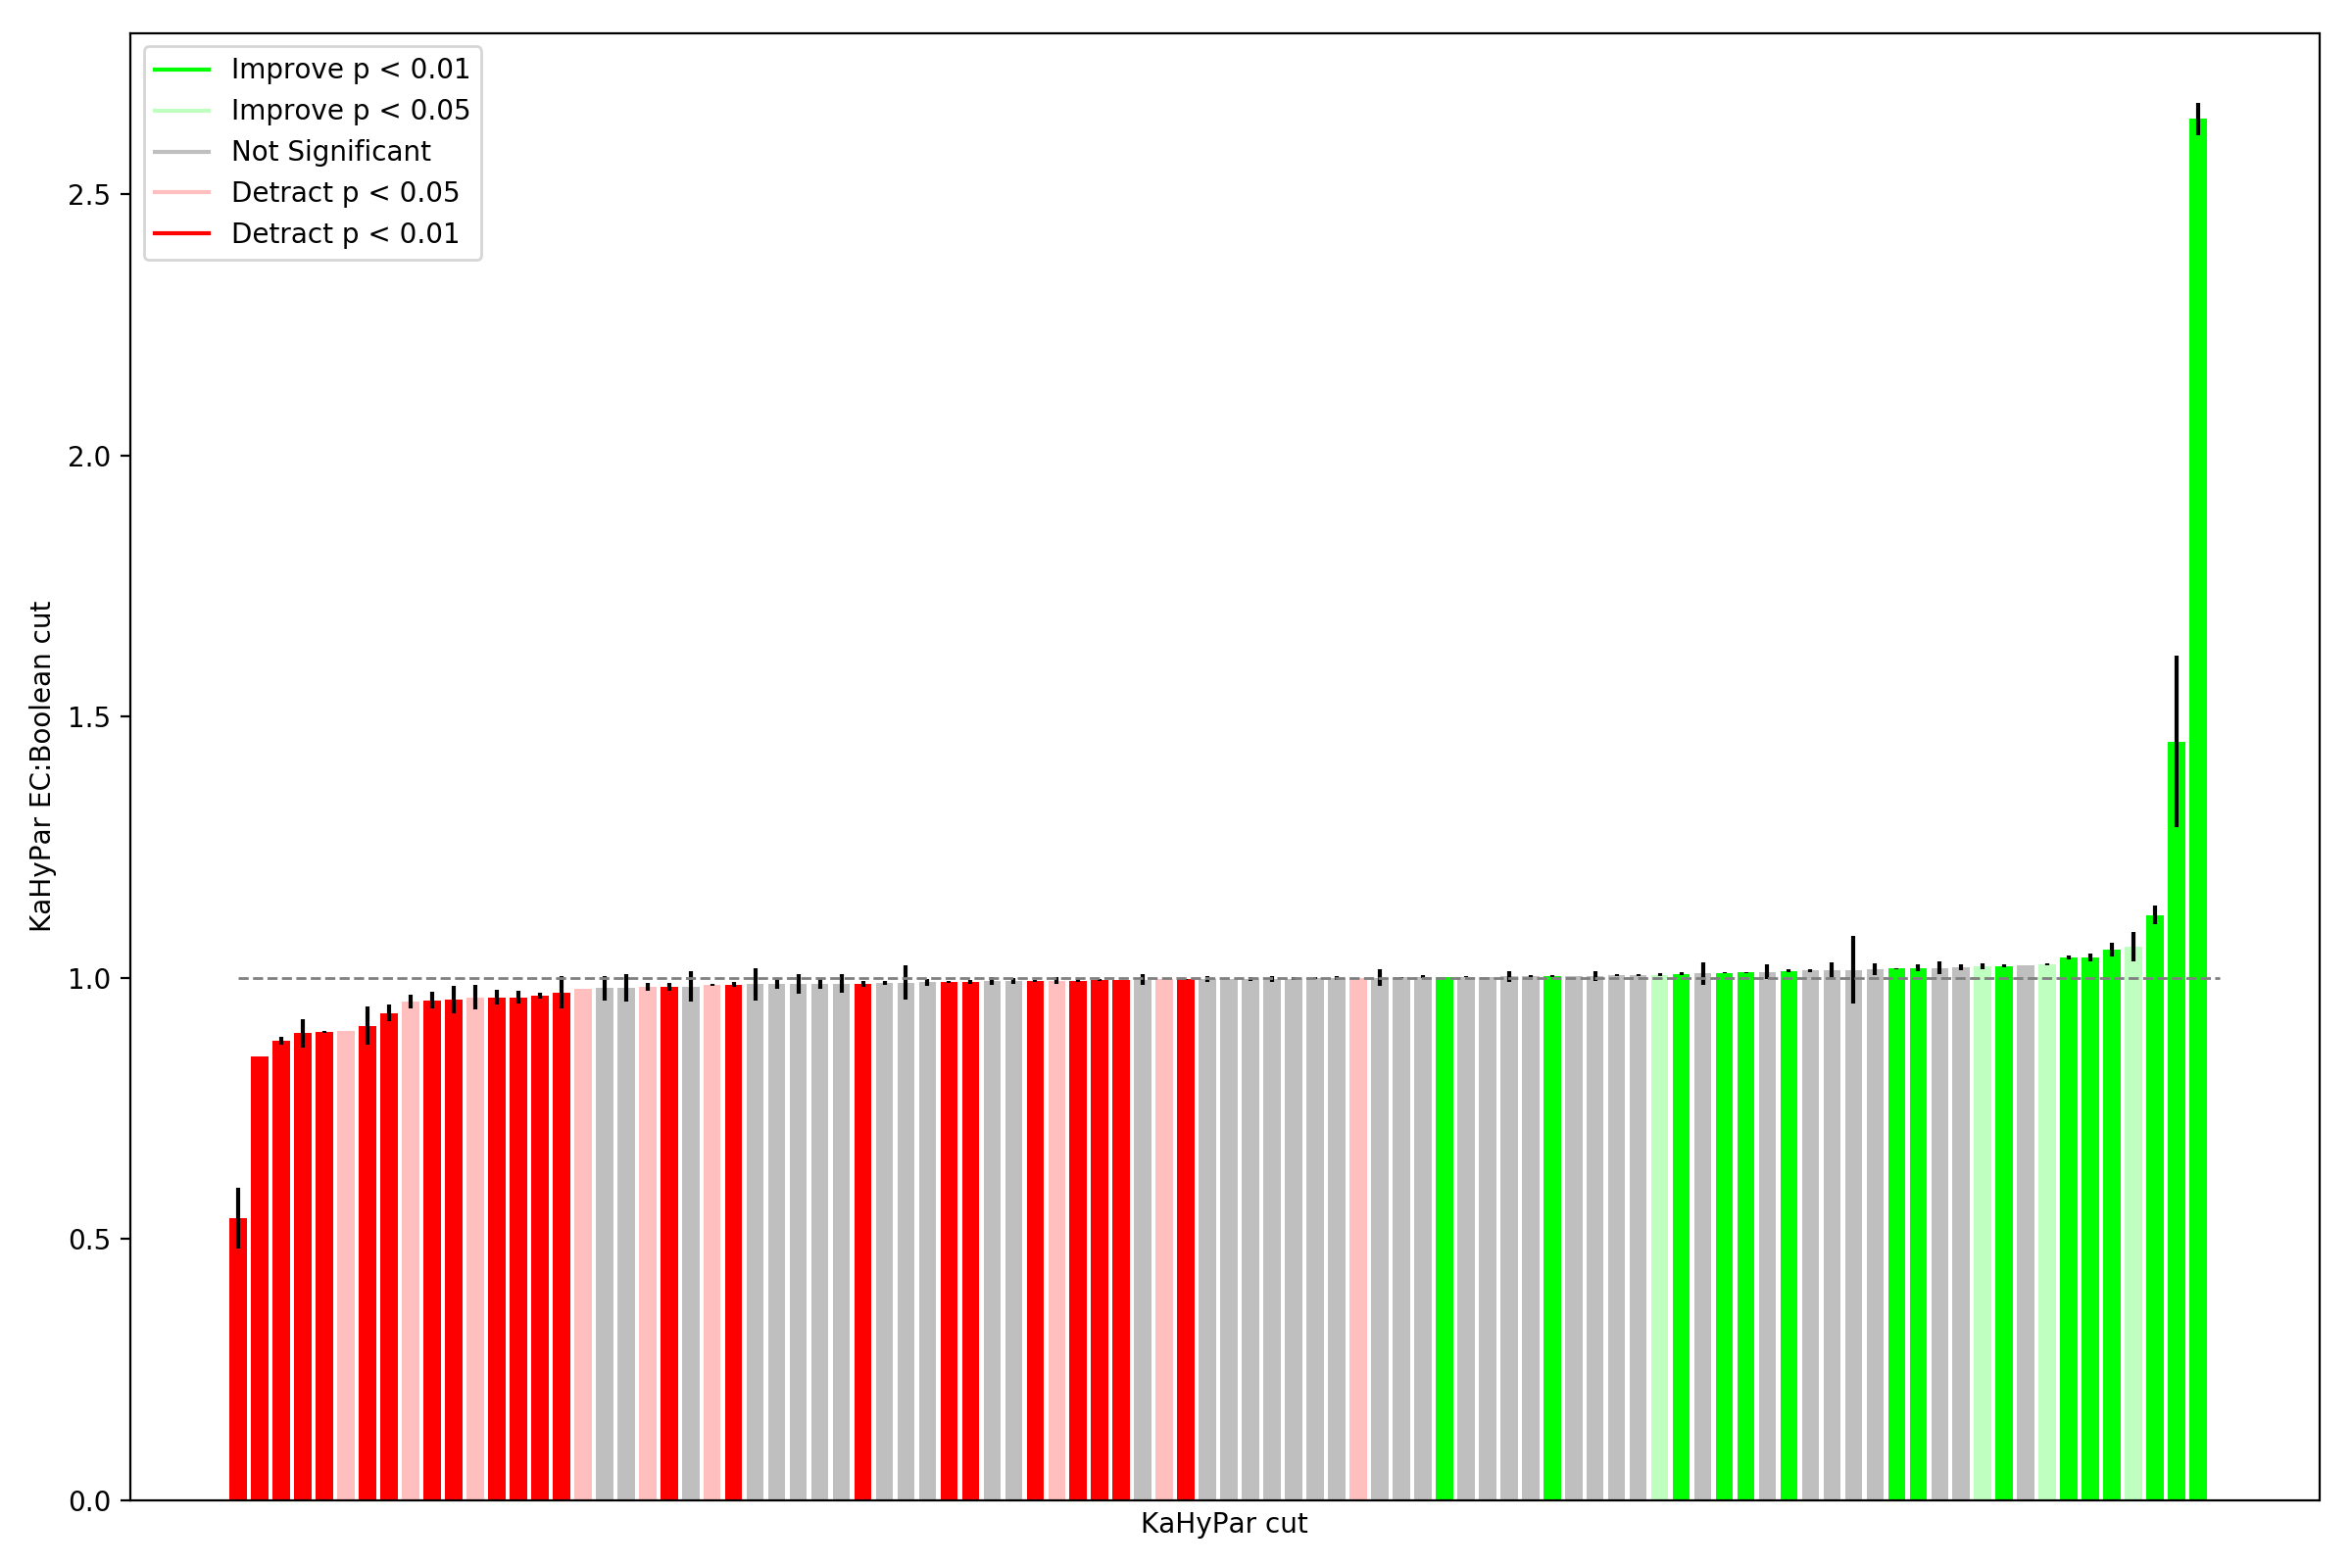 Improve p < 0.01
Improve p < 0.05
Not Significant
Detract p < 0.05
Detract p < 0.01
2.5
2.0
1.5
1.0
0.5
0.0
KaHyPar EC:Boolean cut
KaHyPar cut